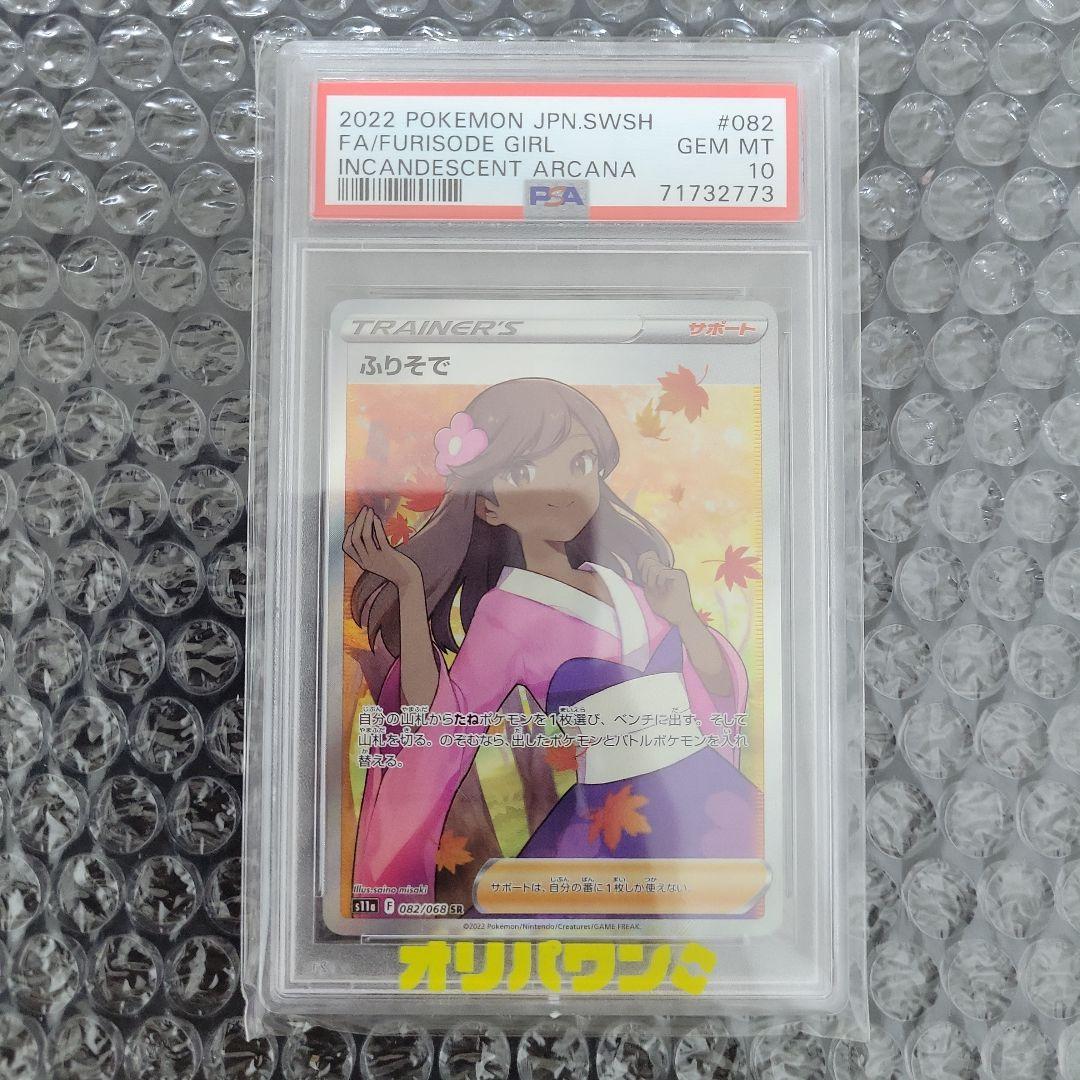 2022 POKEMON JPN.SWSH #082
FA/FURISODE GIRL GEM MT
INCANDESCENT ARCANA 10
PSA 71732773
TRAINER'S サポート
ふりそで
自分の山札からたねポケモンを1枚選び、ベンチに出す。そして
山札を切る。のぞむなら、出したポケモンとバトルポケモンを入れ
替える。
サポートは、自分の番に1枚しか使えない。
Illus.saino misaki
s11a F 082/068 SR
©2022 Pokémon/Nintendo/Creatures/GAME FREAK.
オリパワン